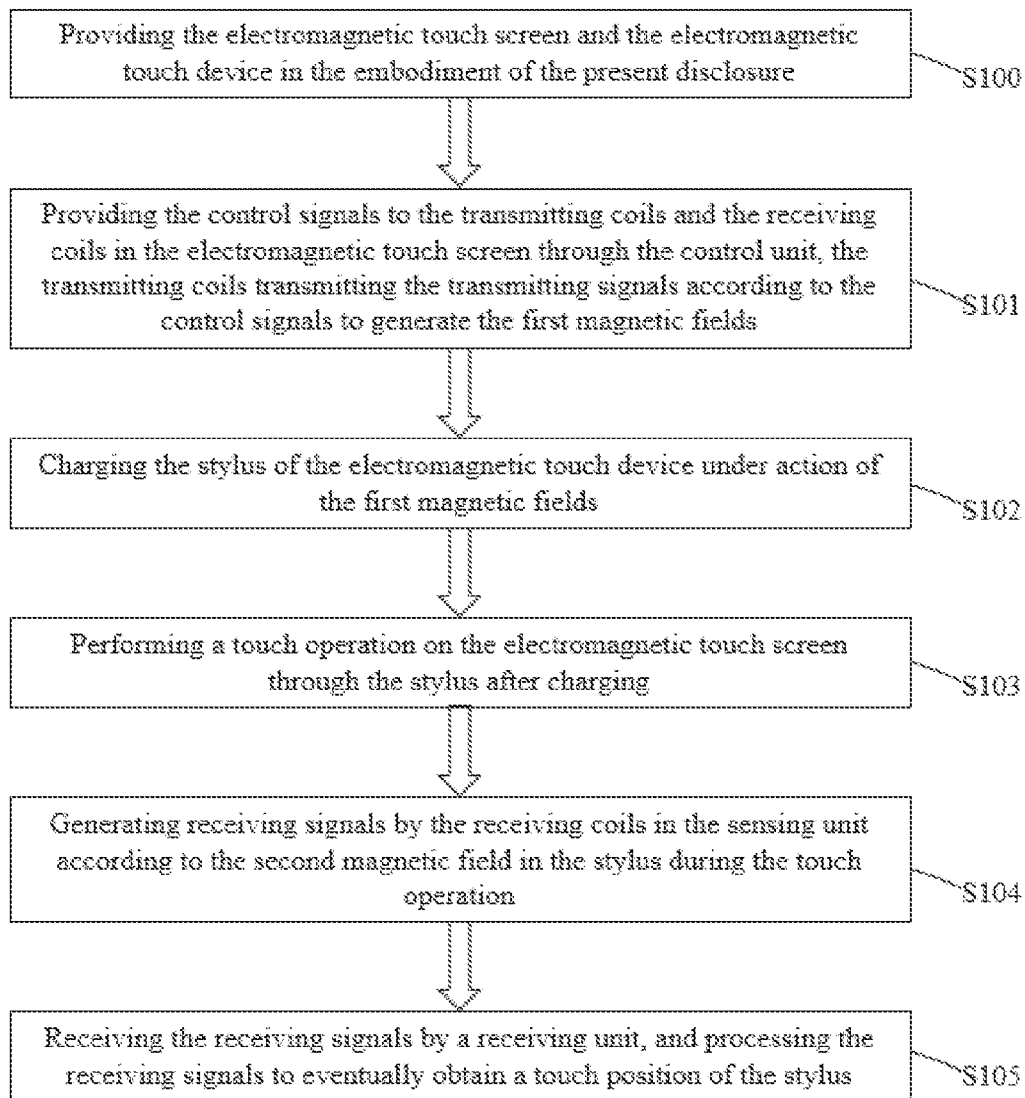 Providing the electromagnetic touch screen and the electromagnetic
touch device in the embodiment of the present disclosure
S100
Providing the control signals to the transmitting coils and the receiving
coils in the electromagnetic touch screen through the control unit, the
transmitting coils transmitting the transmitting signals according to the
control signals to generate the first magnetic fields
S101
Charging the stylus of the electromagnetic touch device under action of
the first magnetic fields
S102
Performing a touch operation on the electromagnetic touch screen
through the stylus after charging
S103
Generating receiving signals by the receiving coils in the sensing unit
according to the second magnetic field in the stylus during the touch
operation
S104
Receiving the receiving signals by a receiving unit, and processing the
receiving signals to eventually obtain a touch position of the stylus
S105